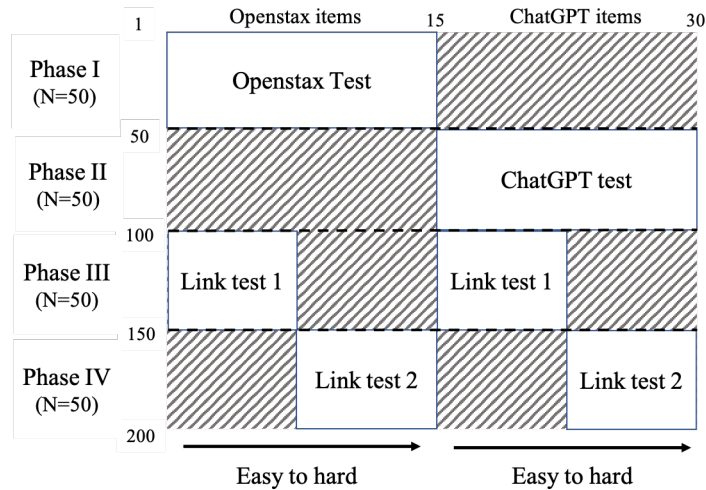 1 Openstax items 15 ChatGPT items 30
Phase I
(N=50)
Openstax Test
50
Phase II
(N=50)
ChatGPT test
100
Phase III
(N=50)
Link test 1
Link test 1
150
Phase IV
(N=50)
Link test 2
Link test 2
200
Easy to hard
Easy to hard